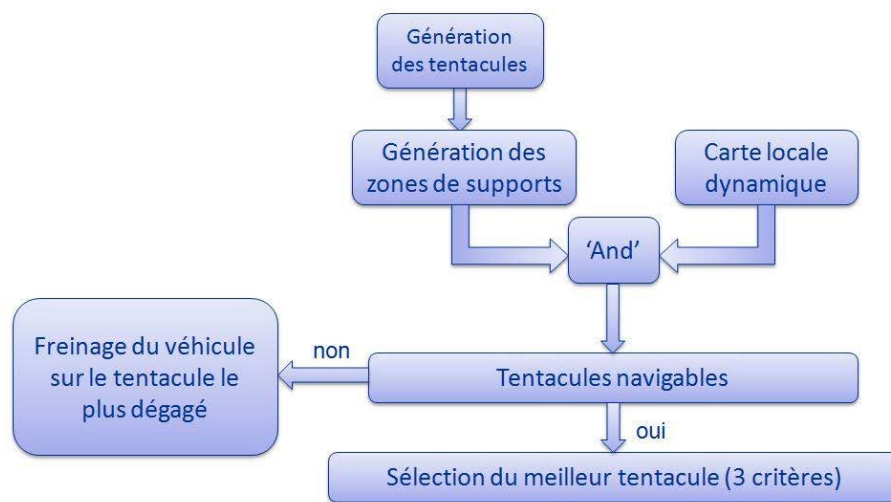 Génération
des tentacules
Génération des
zones de supports
Carte locale
dynamique
‘And’
Freinage du véhicule
sur le tentacule le
plus dégagé
non
Tentacules navigables
oui
Sélection du meilleur tentacule (3 critères)